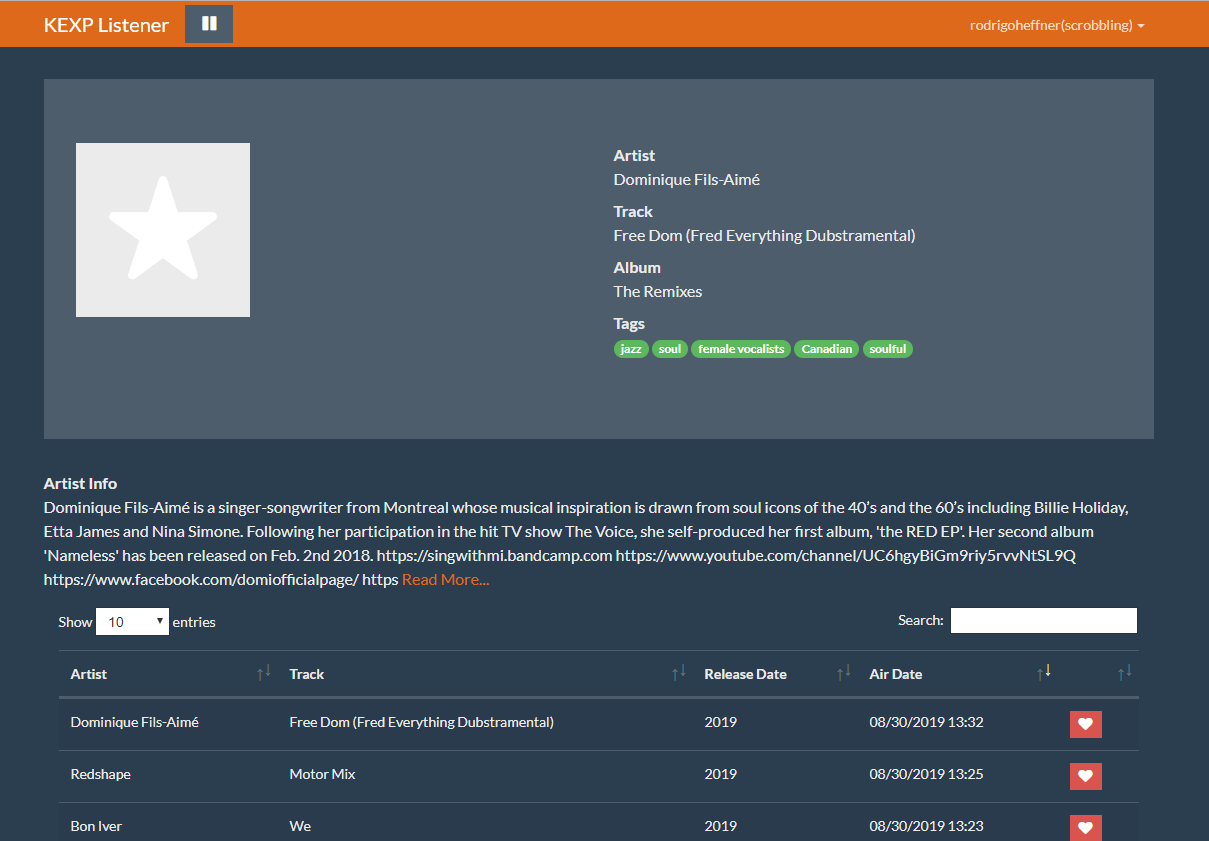 KEXP Listener
rodrigoheffner(scrobbling)
Artist
Dominique Fils-Aimé
Track
Free Dom (Fred Everything Dubstramental)
Album
The Remixes
Tags
jazz soul female vocalists Canadian soulful
Artist Info
Dominique Fils-Aimé is a singer-songwriter from Montreal whose musical inspiration is drawn from soul icons of the 40’s and the 60’s including Billie Holiday,
Etta James and Nina Simone. Following her participation in the hit TV show The Voice, she self-produced her first album, 'the RED EP'. Her second album
'Nameless' has been released on Feb. 2nd 2018. https://singwithmi.bandcamp.com https://www.youtube.com/channel/UC6hgyBiGm9riy5rvvNtSL9Q
https://www.facebook.com/domiofficialpage/ https Read More...
Show 10 entries Search:
Artist Track Release Date Air Date
Dominique Fils-Aimé Free Dom (Fred Everything Dubstramental) 2019 08/30/2019 13:32
Redshape Motor Mix 2019 08/30/2019 13:25
Bon Iver We 2019 08/30/2019 13:23